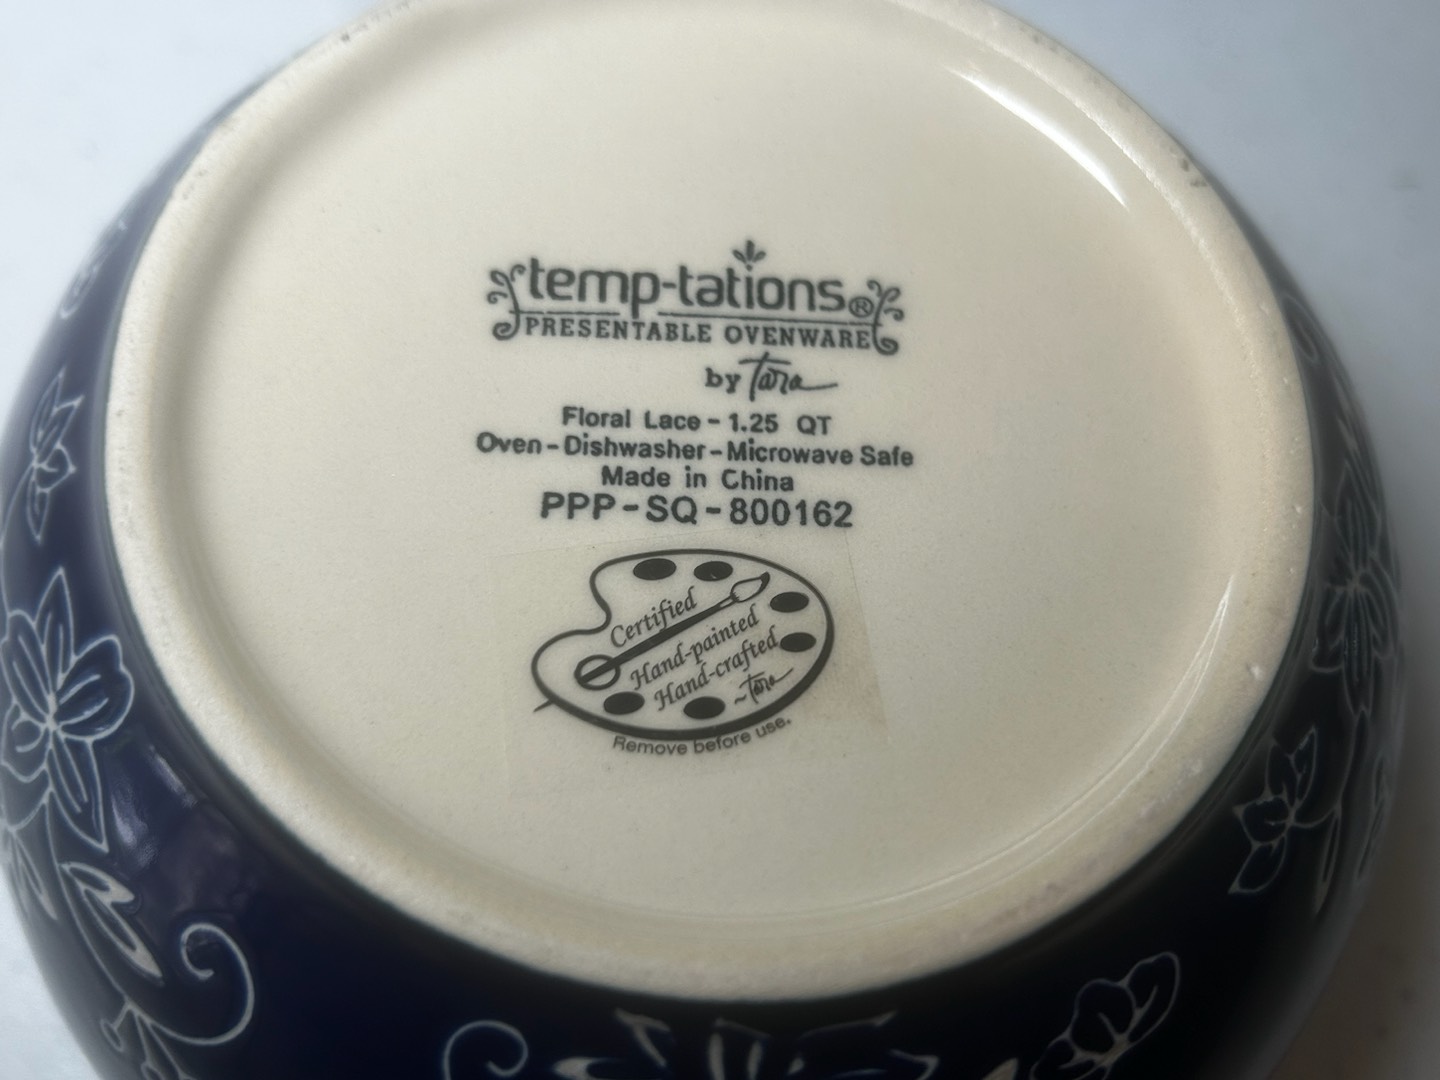 temp-tations®
PRESENTABLE OVENWARE
by Tara
Floral Lace - 1.25 QT
Oven - Dishwasher - Microwave Safe
Made in China
PPP - SQ - 800162
Certified
Hand-painted
Hand-crafted
~Tara
Remove before use.